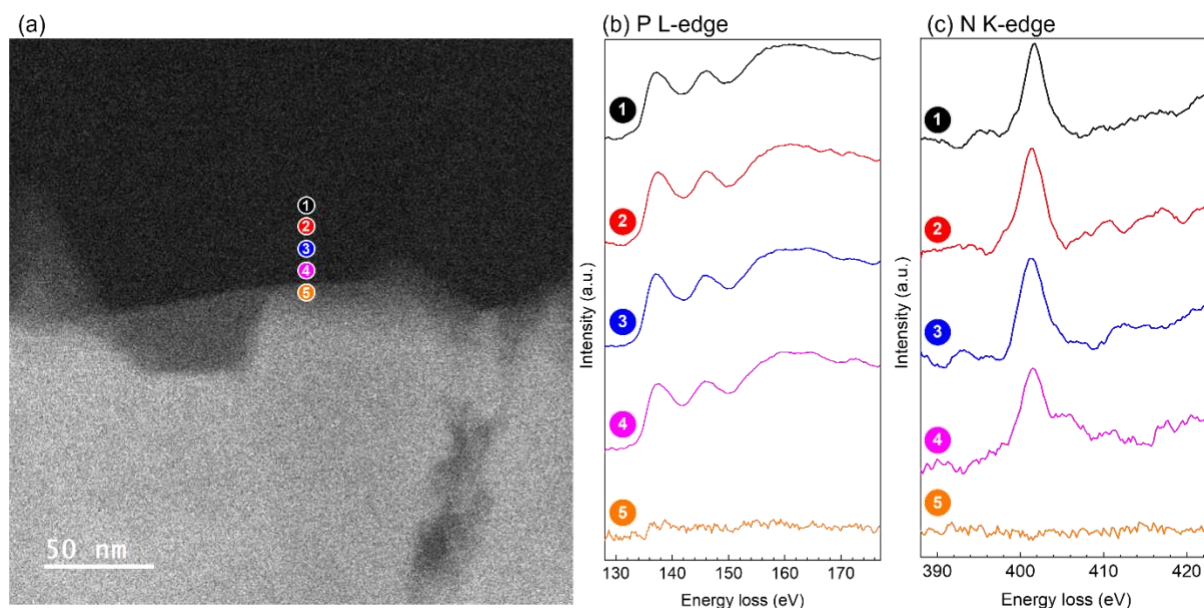 (a)
(b) P L-edge
(c) N K-edge
1
2
3
4
5
50 nm
Intensity (a.u.)
1
2
3
4
5
130 140 150 160 170
Energy loss (eV)
Intensity (a.u.)
1
2
3
4
5
390 400 410 420
Energy loss (eV)